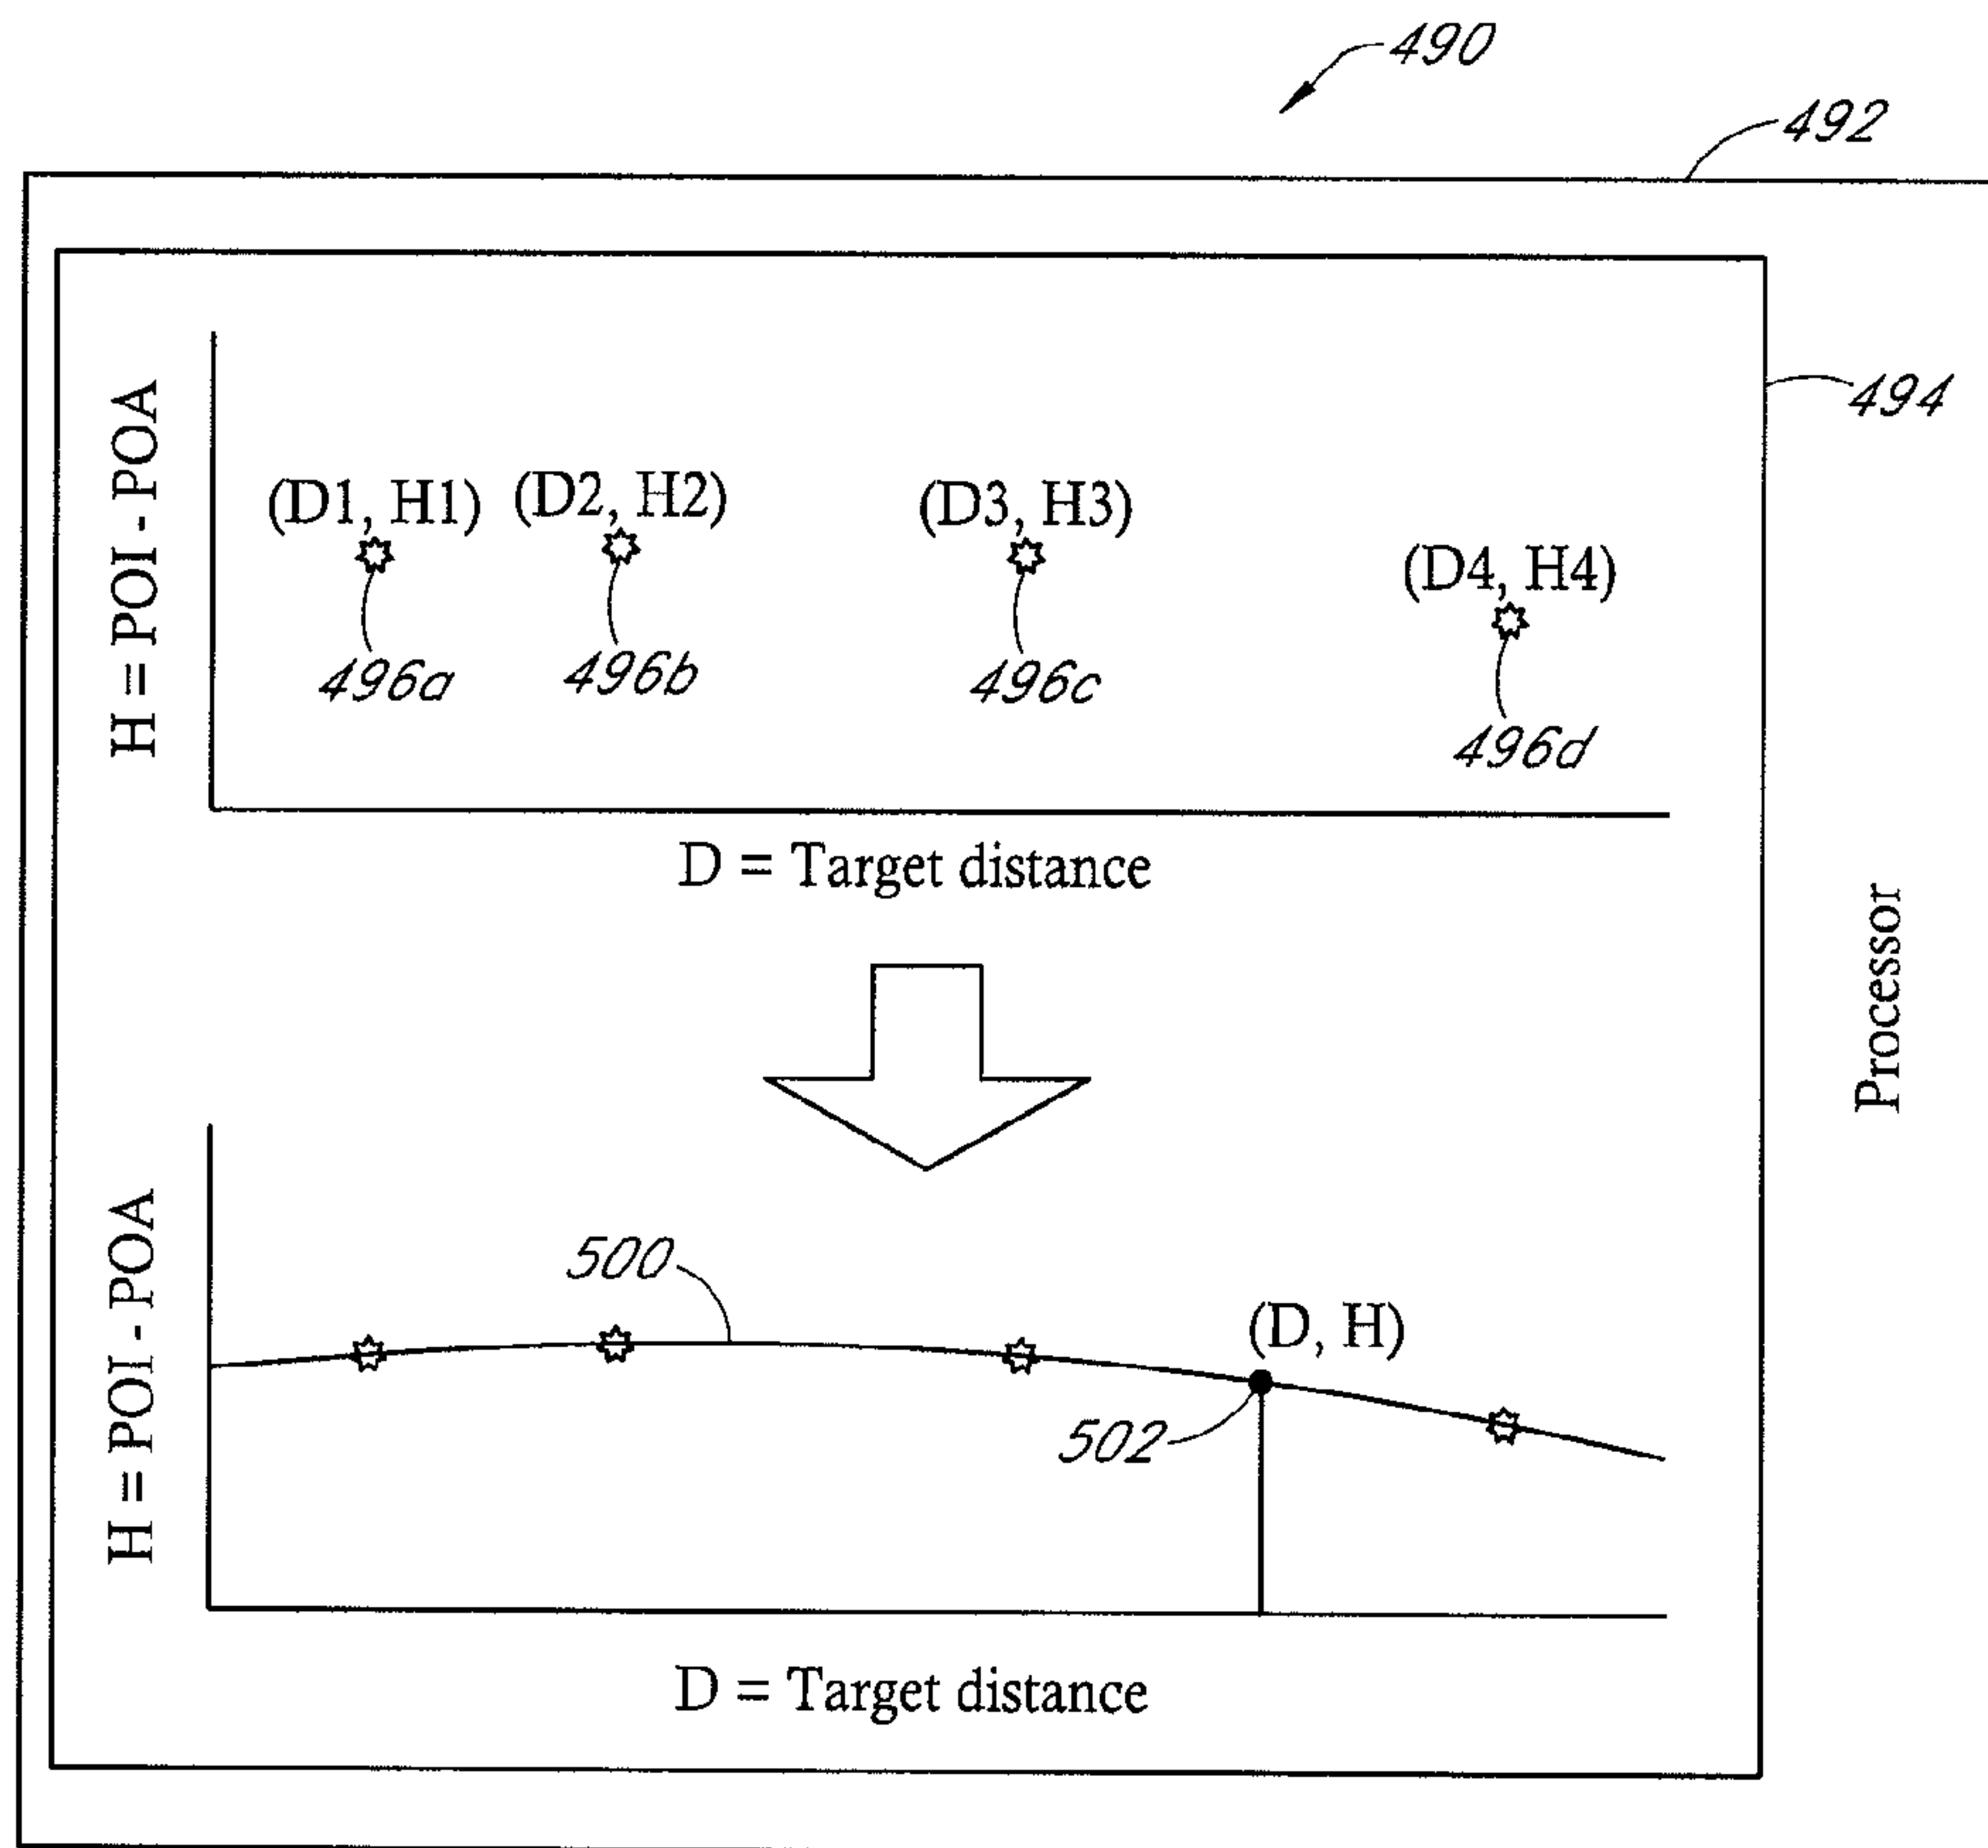 490
492
494
H = POI - POA
(D1, H1)
(D2, H2)
(D3, H3)
(D4, H4)
496a
496b
496c
496d
D = Target distance
Processor
H = POI - POA
500
(D, H)
502
D = Target distance